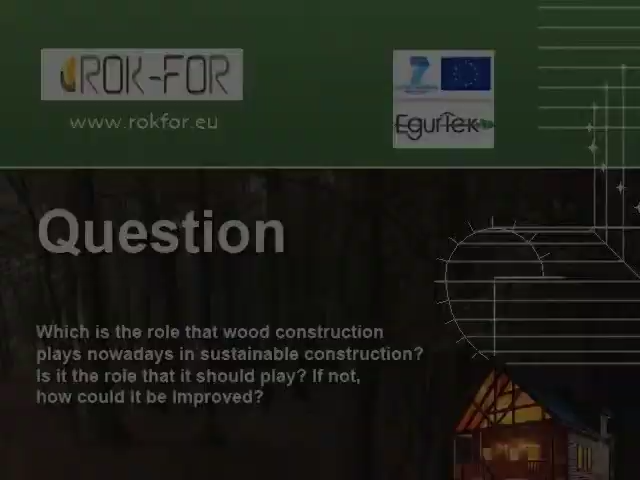 ROK-FOR
www.rokfor.eu
7
EgurTek
Question
Which is the role that wood construction
plays nowadays in sustainable construction?
Is it the role that it should play? If not,
how could it be improved?